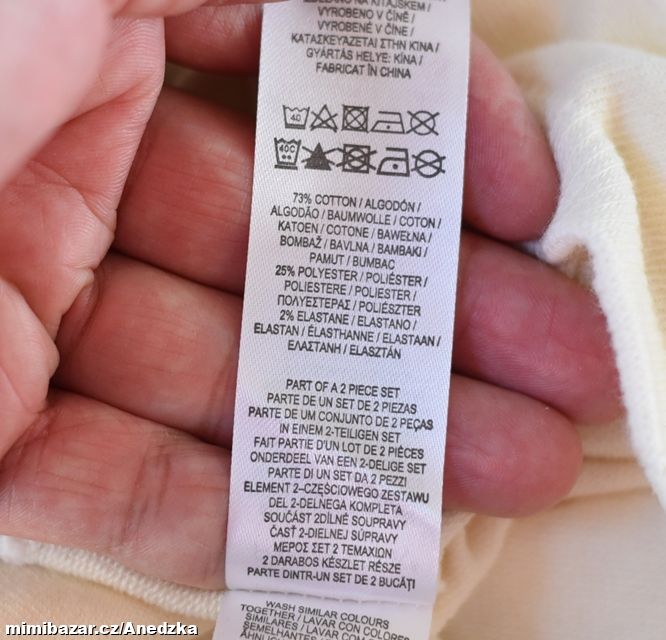 VYROBENO V ČÍNĚ /
VYROBENÉ V ČÍNE /
ΚΑΤΑΣΚΕΥΑΖΕΤΑΙ ΣΤΗΝ ΚΙΝΑ /
GYÁRTÁS HELYE: KÍNA /
FABRICAT ÎN CHINA
40
40C
73% COTTON / ALGODÓN /
ALGODÃO / BAUMWOLLE / COTON /
KATOEN / COTONE / BAWEŁNA /
BOMBAŽ / BAVLNA / ΒΑΜΒΑΚΙ /
PAMUT / BUMBAC
25% POLYESTER / POLIÉSTER /
POLIESTERE / POLIESTER /
ΠΟΛΥΕΣΤΕΡΑΣ / POLIÉSZTER
2% ELASTANE / ELASTANO /
ELASTAN / ÉLASTHANNE / ELASTAAN /
ΕΛΑΣΤΑΝΗ / ELASZTÁN
PART OF A 2 PIECE SET
PARTE DE UN SET DE 2 PIEZAS
PARTE DE UM CONJUNTO DE 2 PEÇAS
IN EINEM 2-TEILIGEN SET
FAIT PARTIE D'UN LOT DE 2 PIÈCES
ONDERDEEL VAN EEN 2-DELIGE SET
PARTE DI UN SET DA 2 PEZZI
ELEMENT 2-CZĘŚCIOWEGO ZESTAWU
DEL 2-DELNEGA KOMPLETA
SOUČÁST 2DÍLNÉ SOUPRAVY
ČASŤ 2-DIELNEJ SÚPRAVY
ΜΕΡΟΣ ΣΕΤ 2 ΤΕΜΑΧΙΩΝ
2 DARABOS KÉSZLET RÉSZE
PARTE DINTR-UN SET DE 2 BUCĂȚI
WASH SIMILAR COLOURS
TOGETHER / LAVAR CON COLORES
SIMILARES / LAVAR COM
mimibazar.cz/Anedzka